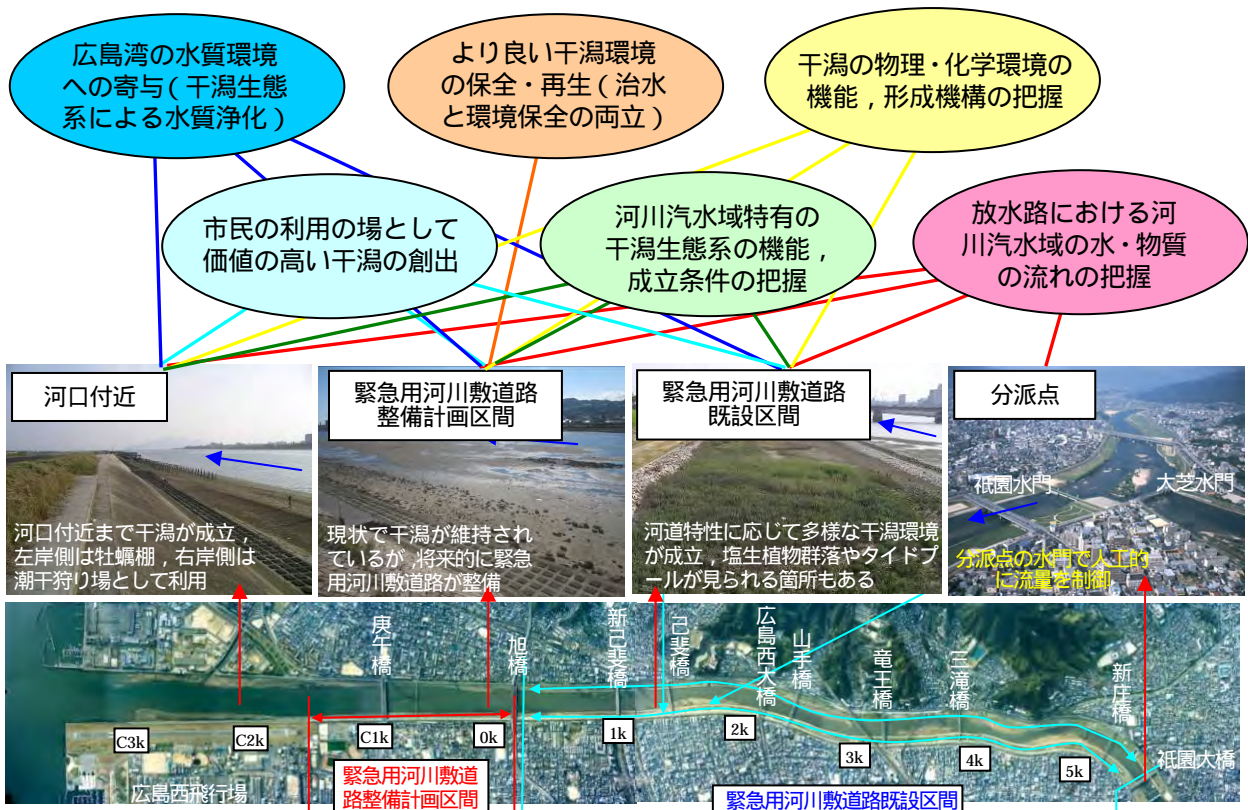 広島湾の水質環境
への寄与(干潟生態
系による水質浄化)
より良い干潟環境
の保全・再生(治水
と環境保全の両立)
干潟の物理・化学環境の
機能，形成機構の把握
市民の利用の場として
価値の高い干潟の創出
河川汽水域特有の
干潟生態系の機能，
成立条件の把握
放水路における河
川汽水域の水・物質
の流れの把握
河口付近
河口付近まで干潟が成立，
左岸側は牡蠣棚，右岸側は
潮干狩り場として利用
緊急用河川敷道路
整備計画区間
現状で干潟が維持され
ているが，将来的に緊急
用河川敷道路が整備
緊急用河川敷道路
既設区間
河道特性に応じて多様な干潟環境
が成立，塩生植物群落やタイドプ
ールが見られる箇所もある
分派点
祇園水門
大芝水門
分派点の水門で人工的
に流量を制御
庚午橋
旭橋
新己斐橋
己斐橋
広島西大橋
山手橋
竜王橋
三滝橋
新庄橋
祇園大橋
C3k
C2k
C1k
0k
1k
2k
3k
4k
5k
広島西飛行場
緊急用河川敷道
路整備計画区間
緊急用河川敷道路既設区間